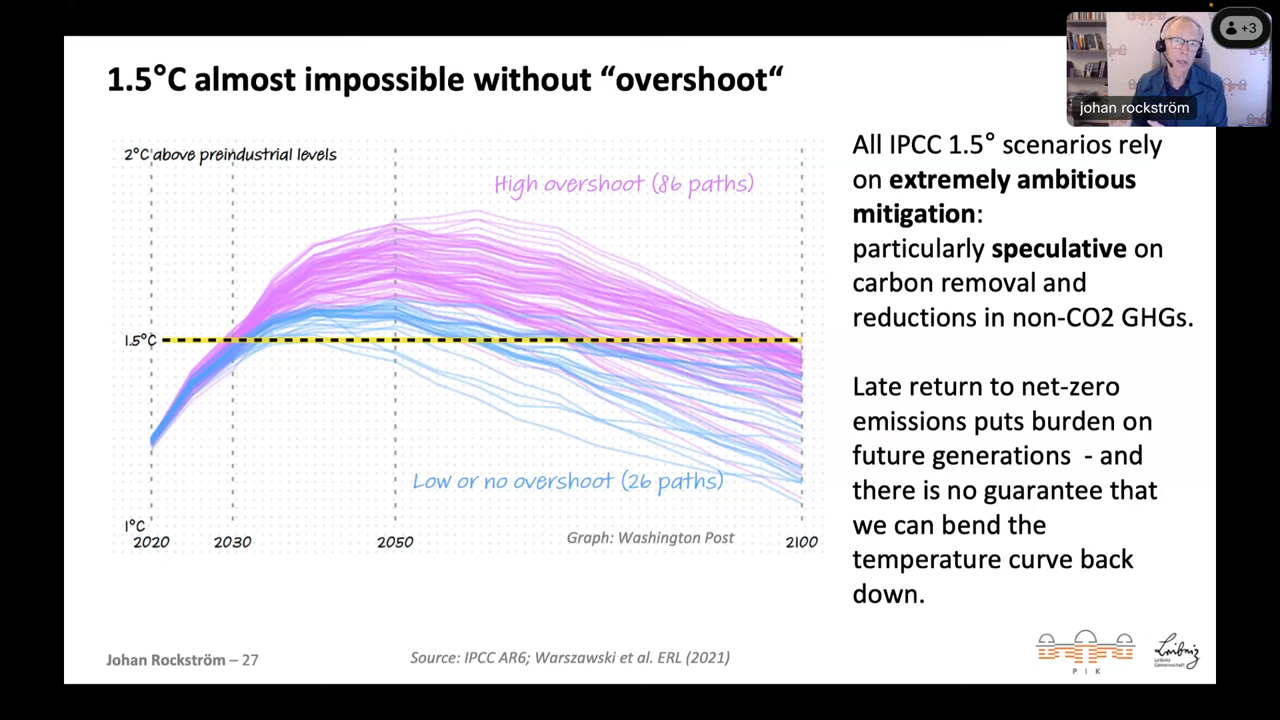 1.5°C almost impossible without “overshoot“
+3
johan rockström
2°C above preindustrial levels
High overshoot (86 paths)
1.5°C
Low or no overshoot (26 paths)
1°C
Graph: Washington Post
2020 2030 2050 2100
All IPCC 1.5° scenarios rely
on extremely ambitious
mitigation:
particularly speculative on
carbon removal and
reductions in non-CO2 GHGs.
Late return to net-zero
emissions puts burden on
future generations - and
there is no guarantee that
we can bend the
temperature curve back
down.
Johan Rockström – 27
Source: IPCC AR6; Warszawski et al. ERL (2021)
P I K
Leibniz
Leibniz
Gemeinschaft